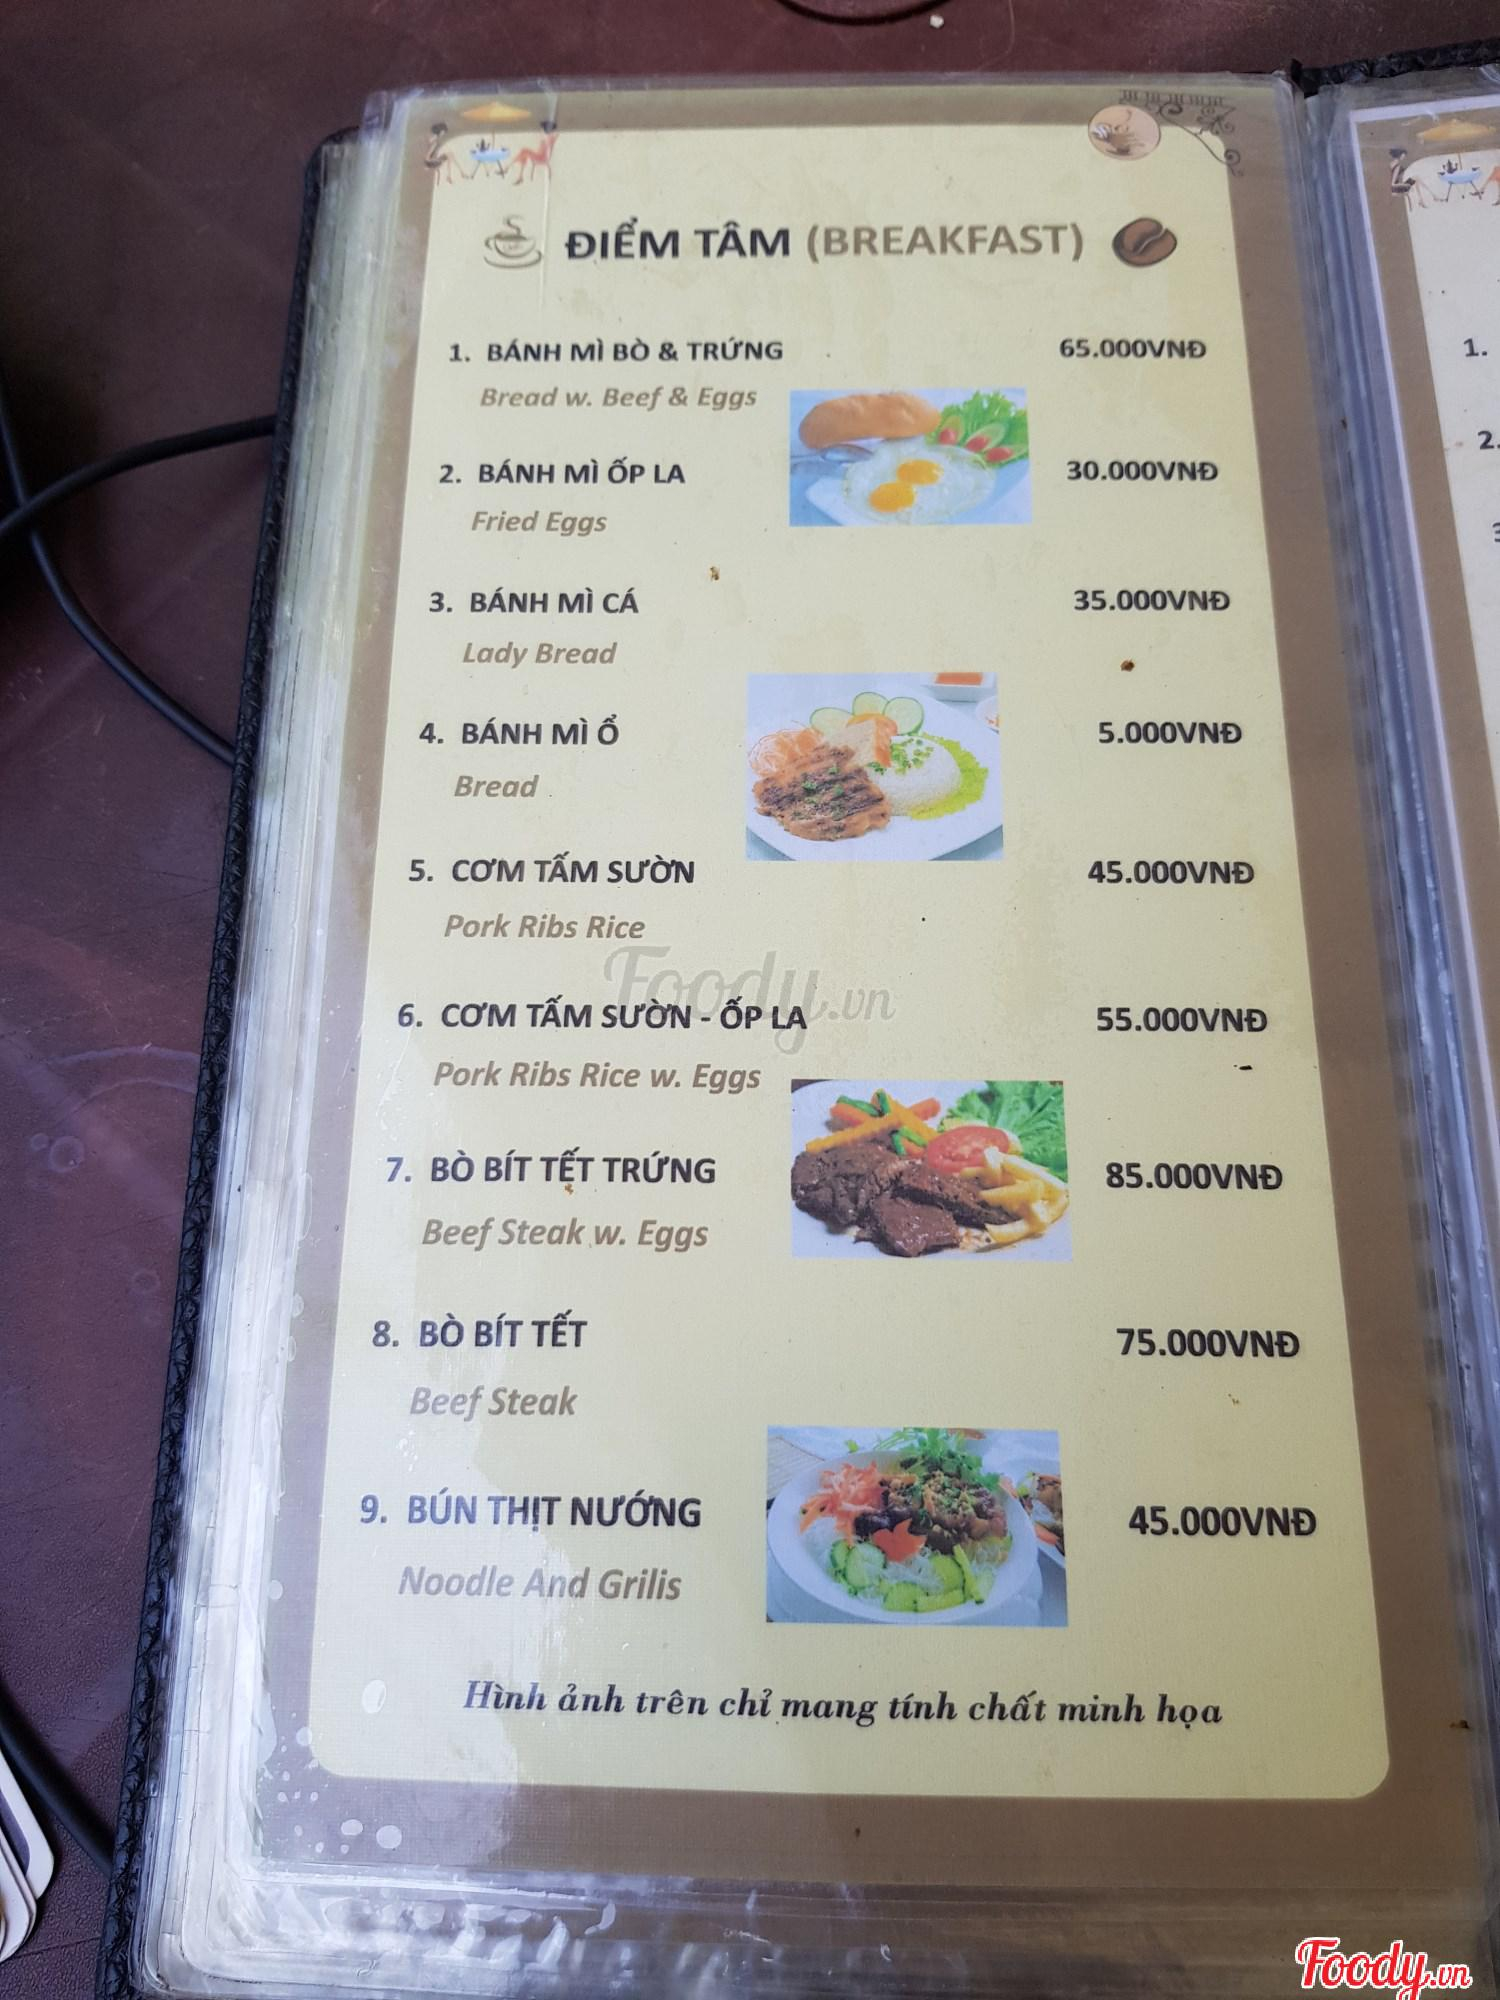 ĐIỂM TÂM (BREAKFAST)
1. BÁNH MÌ BÒ & TRỨNG 65.000VNĐ
Bread w. Beef & Eggs
2. BÁNH MÌ ỐP LA 30.000VNĐ
Fried Eggs
3. BÁNH MÌ CÁ 35.000VNĐ
Lady Bread
4. BÁNH MÌ Ổ 5.000VNĐ
Bread
5. CƠM TẤM SƯỜN 45.000VNĐ
Pork Ribs Rice
Foody.vn
6. CƠM TẤM SƯỜN - ỐP LA 55.000VNĐ
Pork Ribs Rice w. Eggs
7. BÒ BÍT TẾT TRỨNG 85.000VNĐ
Beef Steak w. Eggs
8. BÒ BÍT TẾT 75.000VNĐ
Beef Steak
9. BÚN THỊT NƯỚNG 45.000VNĐ
Noodle And Grilis
Hình ảnh trên chỉ mang tính chất minh họa
1.
2.
Foody.vn